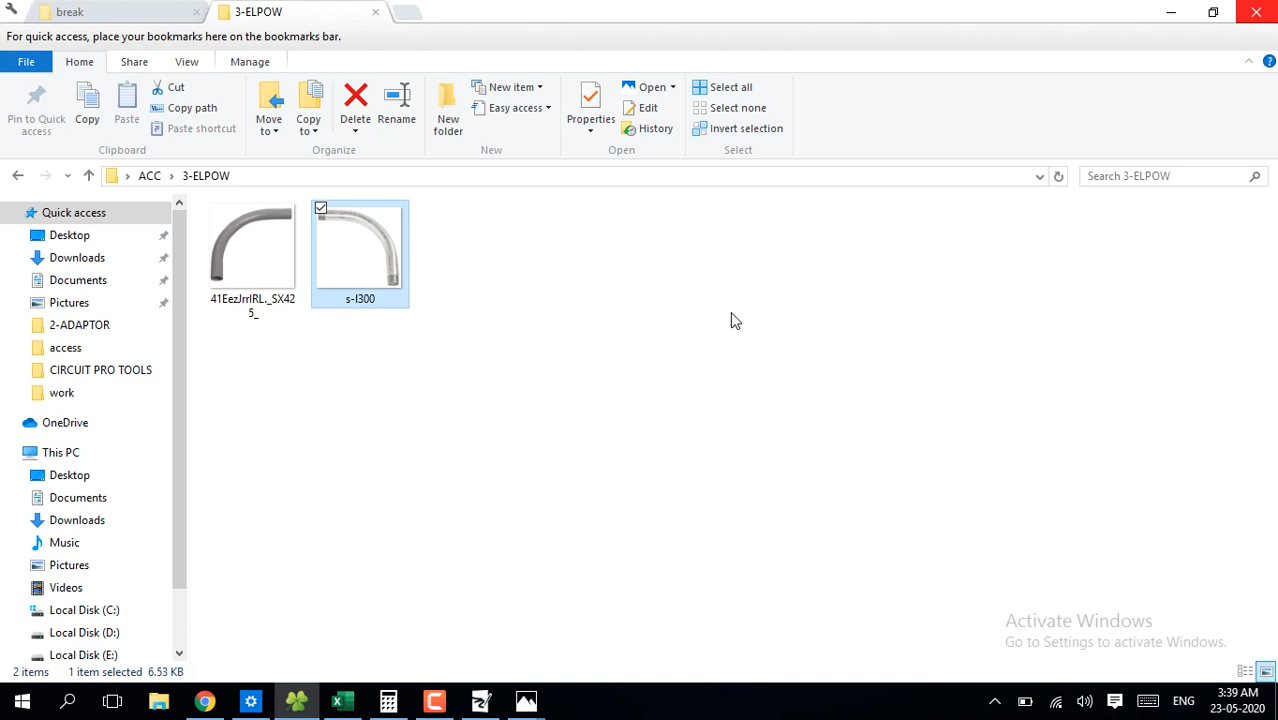 break
3-ELPOW
For quick access, place your bookmarks here on the bookmarks bar.
File Home Share View Manage
Pin to Quick access
Copy
Paste
Cut
Copy path
Paste shortcut
Clipboard
Move to
Copy to
Delete
Rename
Organize
New folder
New item
Easy access
New
Properties
Open
Edit
History
Open
Select all
Select none
Invert selection
Select
ACC 3-ELPOW
Search 3-ELPOW
Quick access
Desktop
Downloads
Documents
Pictures
2-ADAPTOR
access
CIRCUIT PRO TOOLS
work
OneDrive
This PC
Desktop
Documents
Downloads
Music
Pictures
Videos
Local Disk (C:)
Local Disk (D:)
Local Disk (E:)
s-l300
Activate Windows
Go to Settings to activate Windows.
2 items 1 item selected 6.53 KB
ENG
3:39 AM
23-05-2020